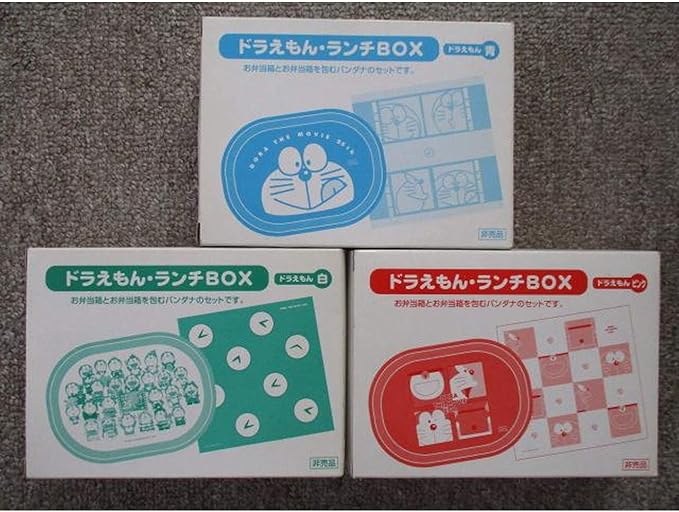 ドラえもん・ランチBOX
ドラえもん 青
お弁当箱とお弁当箱を包むバンダナのセットです。
DORA THE MOVIE 2010
非売品
ドラえもん・ランチBOX
ドラえもん 白
お弁当箱とお弁当箱を包むバンダナのセットです。
非売品
ドラえもん・ランチBOX
ドラえもん ピンク
お弁当箱とお弁当箱を包むバンダナのセットです。
非売品